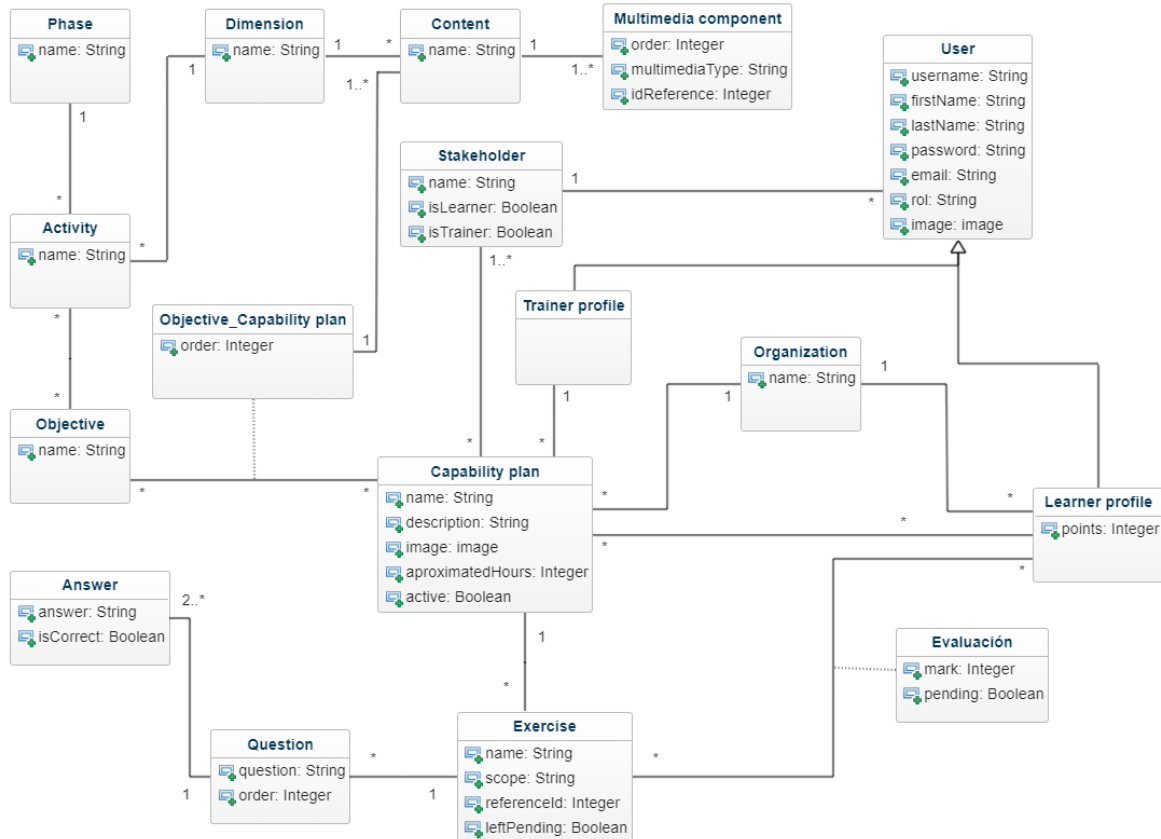 Phase
name: String
Dimension
name: String
Content
name: String
Multimedia component
order: Integer
multimediaType: String
idReference: Integer
User
username: String
firstName: String
lastName: String
password: String
email: String
rol: String
image: image
1
*
1
1..*
1
1..*
1
*
Stakeholder
name: String
isLearner: Boolean
isTrainer: Boolean
1
*
1..*
Activity
name: String
*
*
Objective_Capability plan
order: Integer
1
Trainer profile
1
*
Organization
name: String
1
1
*
Objective
name: String
*
*
*
Capability plan
name: String
description: String
image: image
aproximatedHours: Integer
active: Boolean
*
*
*
*
*
Learner profile
points: Integer
*
Answer
answer: String
isCorrect: Boolean
2..*
1
*
Evaluación
mark: Integer
pending: Boolean
Question
question: String
order: Integer
1
*
1
Exercise
name: String
scope: String
referenceId: Integer
leftPending: Boolean
*